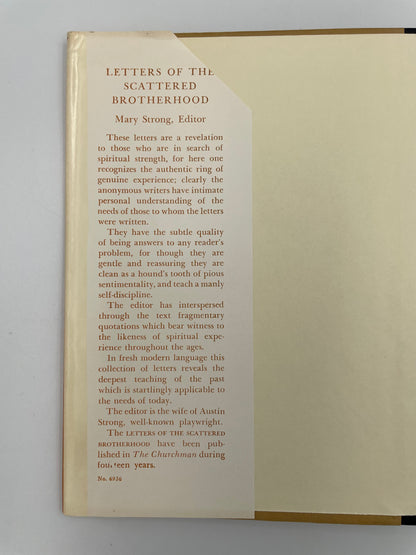 LETTERS OF THE
SCATTERED
BROTHERHOOD
Mary Strong, Editor
These letters are a revelation
to those who are in search of
spiritual strength, for here one
recognizes the authentic ring of
genuine experience; clearly the
anonymous writers have intimate
personal understanding of the
needs of those to whom the letters
were written.
They have the subtle quality
of being answers to any reader's
problem, for though they are
gentle and reassuring they are
clean as a hound's tooth of pious
sentimentality, and teach a manly
self-discipline.
The editor has interspersed
through the text fragmentary
quotations which bear witness to
the likeness of spiritual expe-
rience throughout the ages.
In fresh modern language this
collection of letters reveals the
deepest teaching of the past
which is startlingly applicable to
the needs of today.
The editor is the wife of Austin
Strong, well-known playwright.
The LETTERS OF THE SCATTERED
BROTHERHOOD have been pub-
lished in The Churchman during
fourteen years.
No. 6936